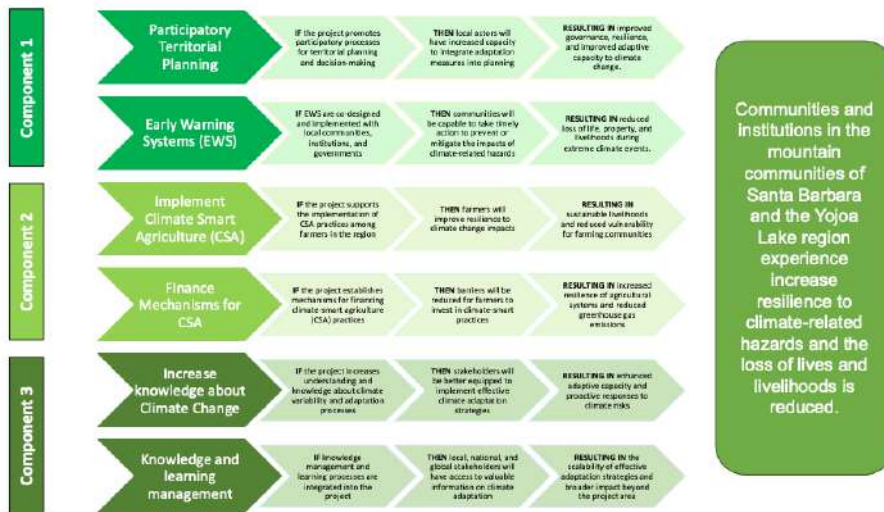 Component 1
Participatory
Territorial
Planning
IF the project promotes
participatory processes
for territorial planning
and decision-making
THEN local actors will
have increased capacity
to integrate adaptation
measures into planning
RESULTING IN improved
governance, resilience,
and improved adaptive
capacity to climate
change.
Early Warning
Systems (EWS)
IF EWS are co-designed
and implemented with
local communities,
institutions, and
governments
THEN communities will
be capable to take timely
action to prevent or
mitigate the impacts of
climate-related hazards
RESULTING IN reduced
loss of life, property, and
livelihoods during
extreme climate events.
Component 2
Implement
Climate Smart
Agriculture (CSA)
IF the project supports
the implementation of
CSA practices among
farmers in the region
THEN farmers will
improve resilience to
climate change impacts
RESULTING IN
sustainable livelihoods
and reduced vulnerability
for farming communities
Finance
Mechanisms for
CSA
IF the project establishes
mechanisms for financing
climate-smart agriculture
(CSA) practices
THEN barriers will be
reduced for farmers to
invest in climate-smart
practices
RESULTING IN increased
resilience of agricultural
systems and reduced
greenhouse gas
emissions
Component 3
Increase
knowledge about
Climate Change
IF the project increases
understanding and
knowledge about climate
variability and adaptation
processes
THEN stakeholders will
be better equipped to
implement effective
climate adaptation
strategies
RESULTING IN enhanced
adaptive capacity and
proactive responses to
climate risks
Knowledge and
learning
management
IF knowledge
management and
learning processes are
integrated into the
project
THEN local, national, and
global stakeholders will
have access to valuable
information on climate
adaptation
RESULTING IN the
scalability of effective
adaptation strategies and
broader impact beyond
the project area
Communities and
institutions in the
mountain
communities of
Santa Barbara
and the Yojoa
Lake region
experience
increase
resilience to
climate-related
hazards and the
loss of lives and
livelihoods is
reduced.